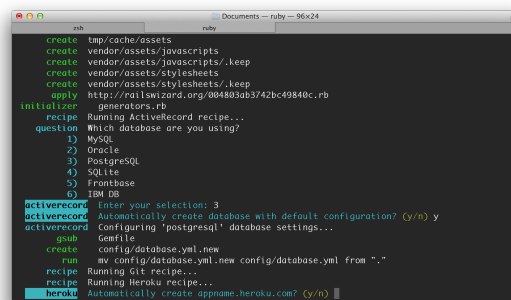 Documents — ruby — 96×24
zsh
ruby
create tmp/cache/assets
create vendor/assets/javascripts
create vendor/assets/javascripts/.keep
create vendor/assets/stylesheets
create vendor/assets/stylesheets/.keep
apply http://railswizard.org/004803ab3742bc49840c.rb
initializer generators.rb
recipe Running ActiveRecord recipe...
question Which database are you using?
1) MySQL
2) Oracle
3) PostgreSQL
4) SQLite
5) Frontbase
6) IBM DB
activerecord Enter your selection: 3
activerecord Automatically create database with default configuration? (y/n) y
activerecord Configuring 'postgresql' database settings...
gsub Gemfile
create config/database.yml.new
run mv config/database.yml.new config/database.yml from "."
recipe Running Git recipe...
recipe Running Heroku recipe...
heroku Automatically create appname.heroku.com? (y/n)